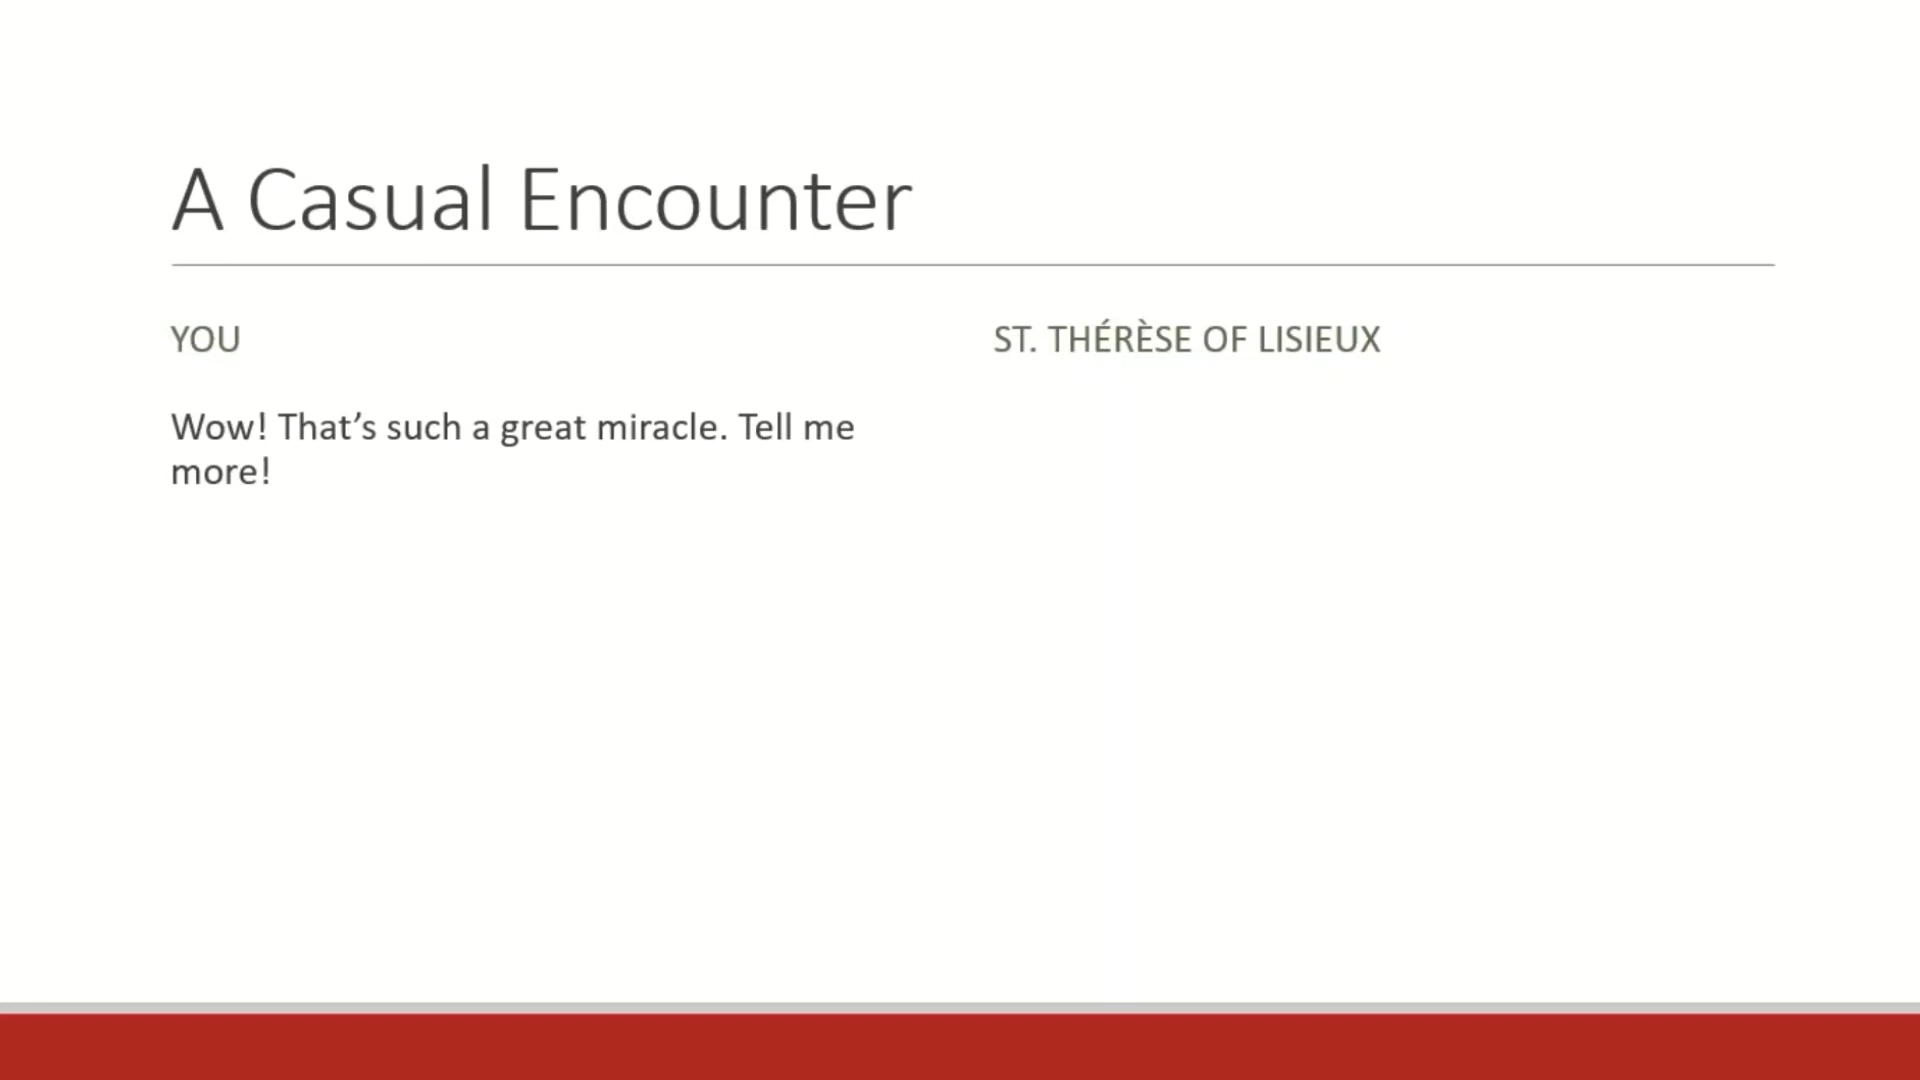 A Casual Encounter
YOU
Wow! That’s such a great miracle. Tell me
more!
ST. THÉRÈSE OF LISIEUX